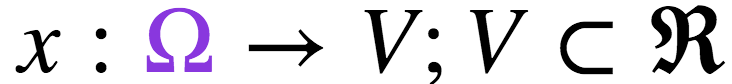 x : Ω → V; V ⊂ ℜ